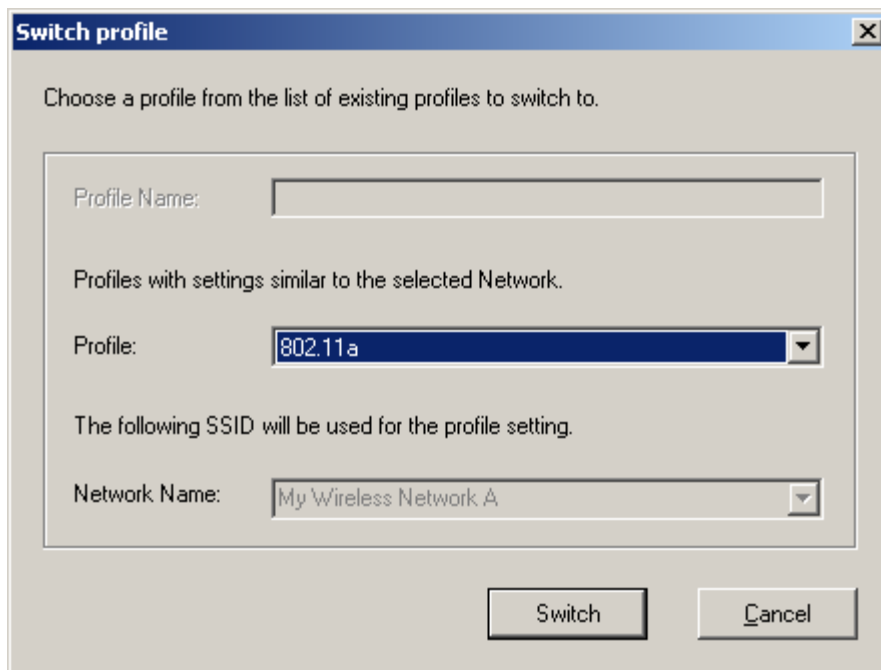 Switch profile
Choose a profile from the list of existing profiles to switch to.
Profile Name:
Profiles with settings similar to the selected Network.
Profile: 802.11a
The following SSID will be used for the profile setting.
Network Name: My Wireless Network A
Switch Cancel